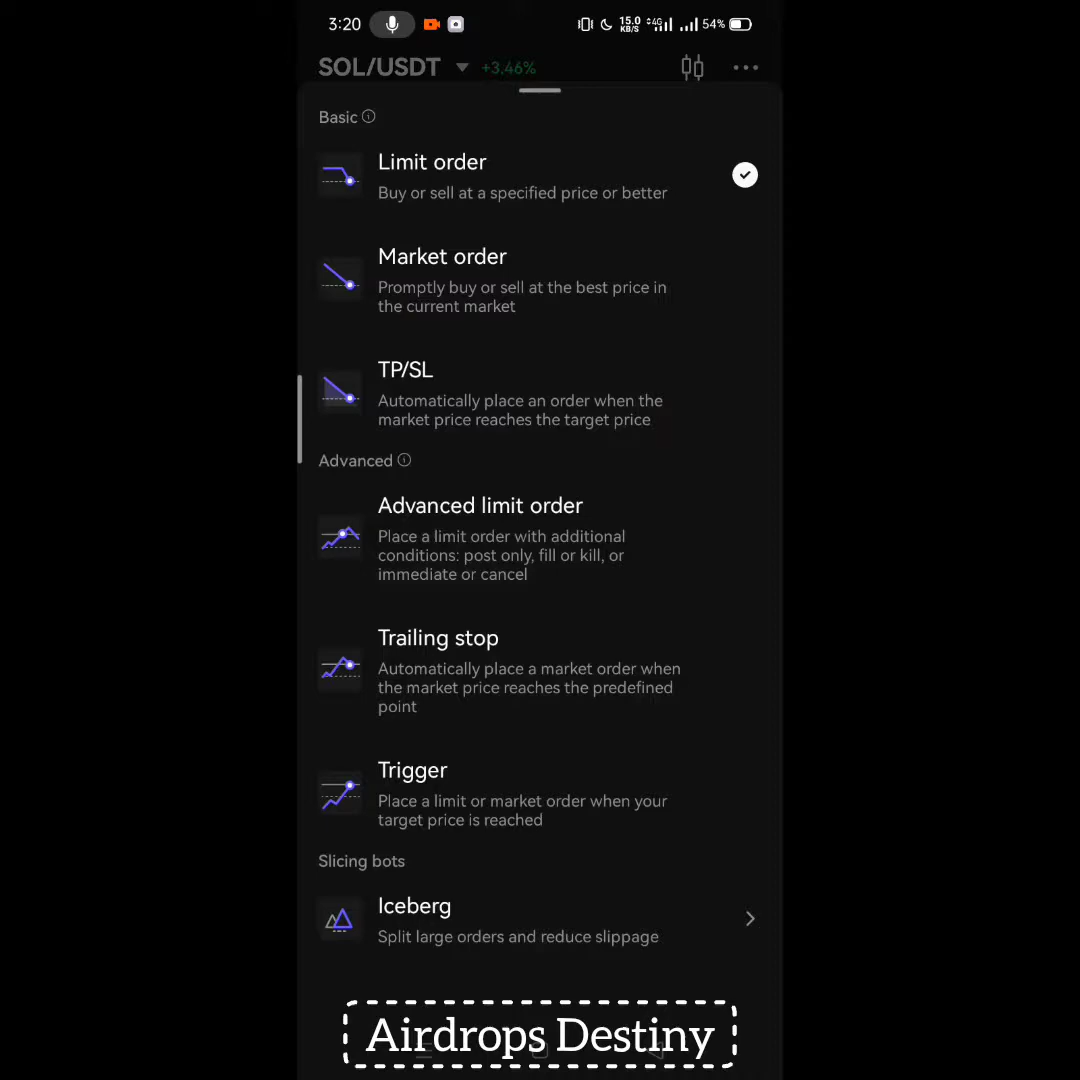 3:20
15.0
KB/S
4G
54%
SOL/USDT
+3.46%
Basic
Limit order
Buy or sell at a specified price or better
Market order
Promptly buy or sell at the best price in
the current market
TP/SL
Automatically place an order when the
market price reaches the target price
Advanced
Advanced limit order
Place a limit order with additional
conditions: post only, fill or kill, or
immediate or cancel
Trailing stop
Automatically place a market order when
the market price reaches the predefined
point
Trigger
Place a limit or market order when your
target price is reached
Slicing bots
Iceberg
Split large orders and reduce slippage
Airdrops Destiny